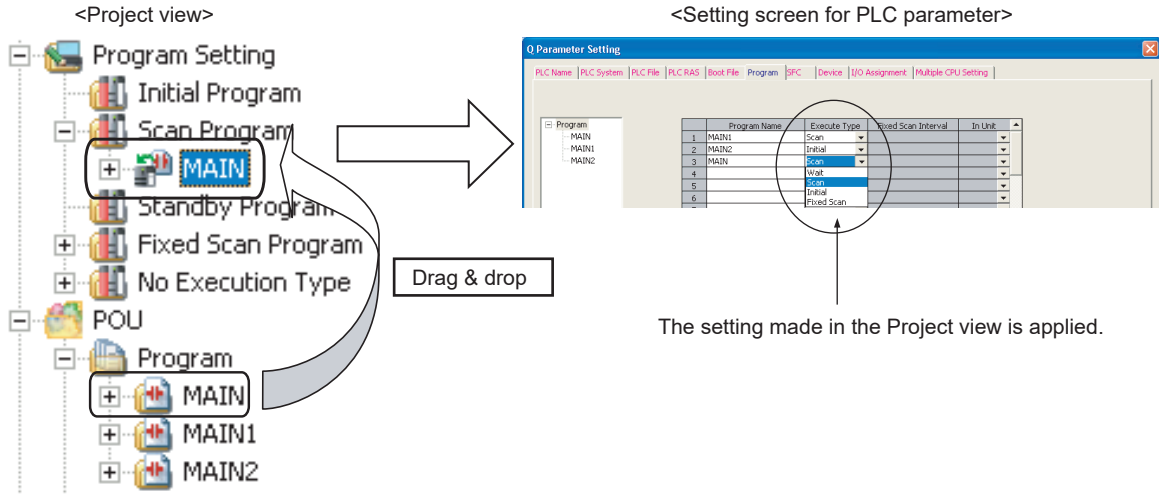 <Project view>
Program Setting
Initial Program
Scan Program
MAIN
Standby Program
Fixed Scan Program
No Execution Type
POU
Program
MAIN
MAIN1
MAIN2
Drag & drop
<Setting screen for PLC parameter>
Q Parameter Setting
PLC Name PLC System PLC File PLC RAS Boot File Program SFC Device I/O Assignment Multiple CPU Setting
Program
MAIN
MAIN1
MAIN2
Program Name Execute Type Fixed Scan Interval In Unit
1 MAIN1 Scan
2 MAIN2 Initial
3 MAIN Scan
4 Wait
5 Scan
Initial
6 Fixed Scan
The setting made in the Project view is applied.